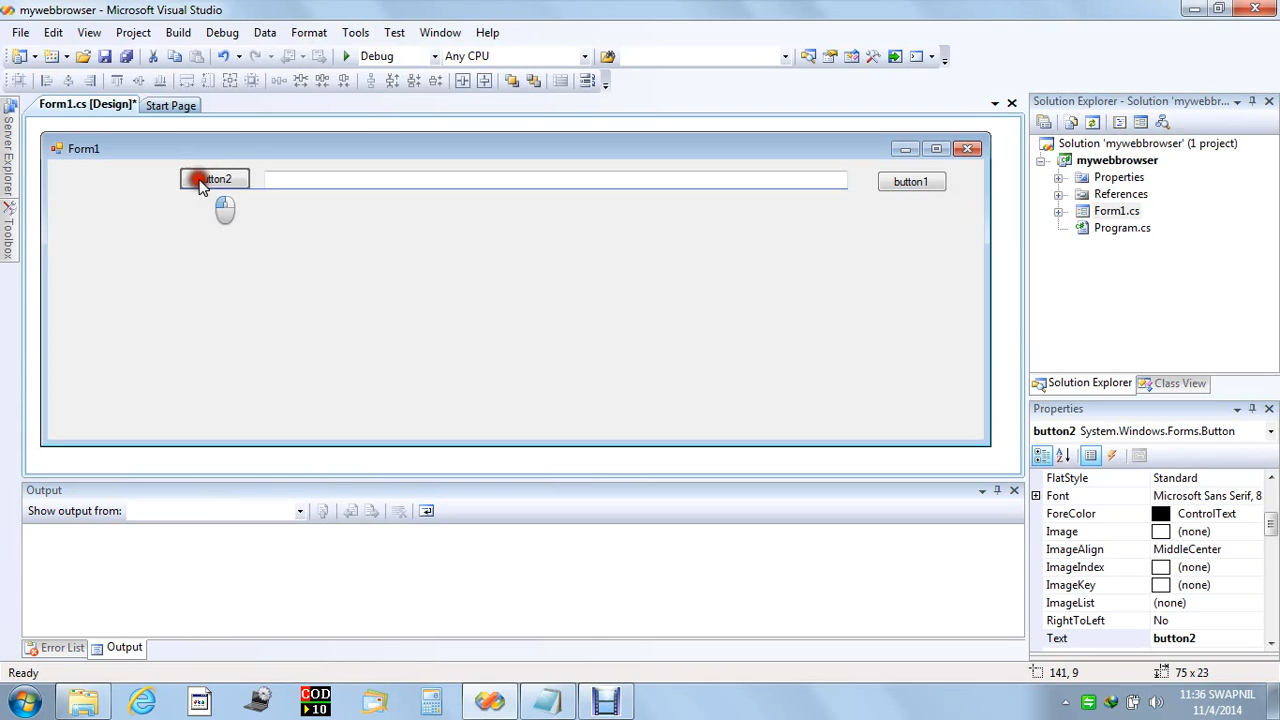 mywebbrowser - Microsoft Visual Studio
File Edit View Project Build Debug Data Format Tools Test Window Help
Debug Any CPU
Form1.cs [Design]* Start Page
Server Explorer
Toolbox
Form1
utton2
button1
Solution Explorer - Solution 'mywebbr...
Solution 'mywebbrowser' (1 project)
mywebbrowser
Properties
References
Form1.cs
Program.cs
Solution Explorer Class View
Properties
button2 System.Windows.Forms.Button
FlatStyle Standard
Font Microsoft Sans Serif, 8
ForeColor ControlText
Image (none)
ImageAlign MiddleCenter
ImageIndex (none)
ImageKey (none)
ImageList (none)
RightToLeft No
Text button2
Output
Show output from:
Error List Output
Ready
141, 9 75 x 23
COD
10
11:36 SWAPNIL
11/4/2014